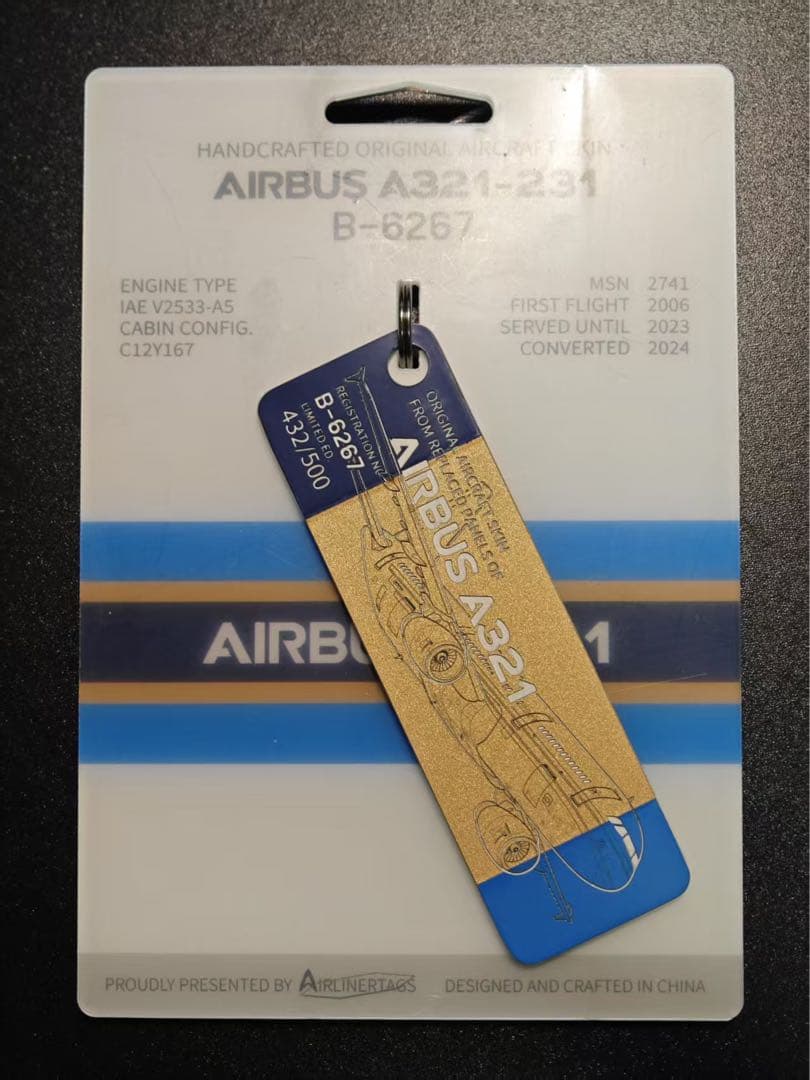 HANDCRAFTED ORIGINAL AIRCRAFT SKIN
AIRBUS A321-231
B-6267
ENGINE TYPE
IAE V2533-A5
CABIN CONFIG.
C12Y167
MSN 2741
FIRST FLIGHT 2006
SERVED UNTIL 2023
CONVERTED 2024
ORIGINAL AIRCRAFT SKIN
FROM REPLACED PANELS OF
AIRBUS A321
REGISTRATION NO.
B-6267
LIMITED ED.
432/500
AIRBU 1
PROUDLY PRESENTED BY AIRLINERTAGS DESIGNED AND CRAFTED IN CHINA